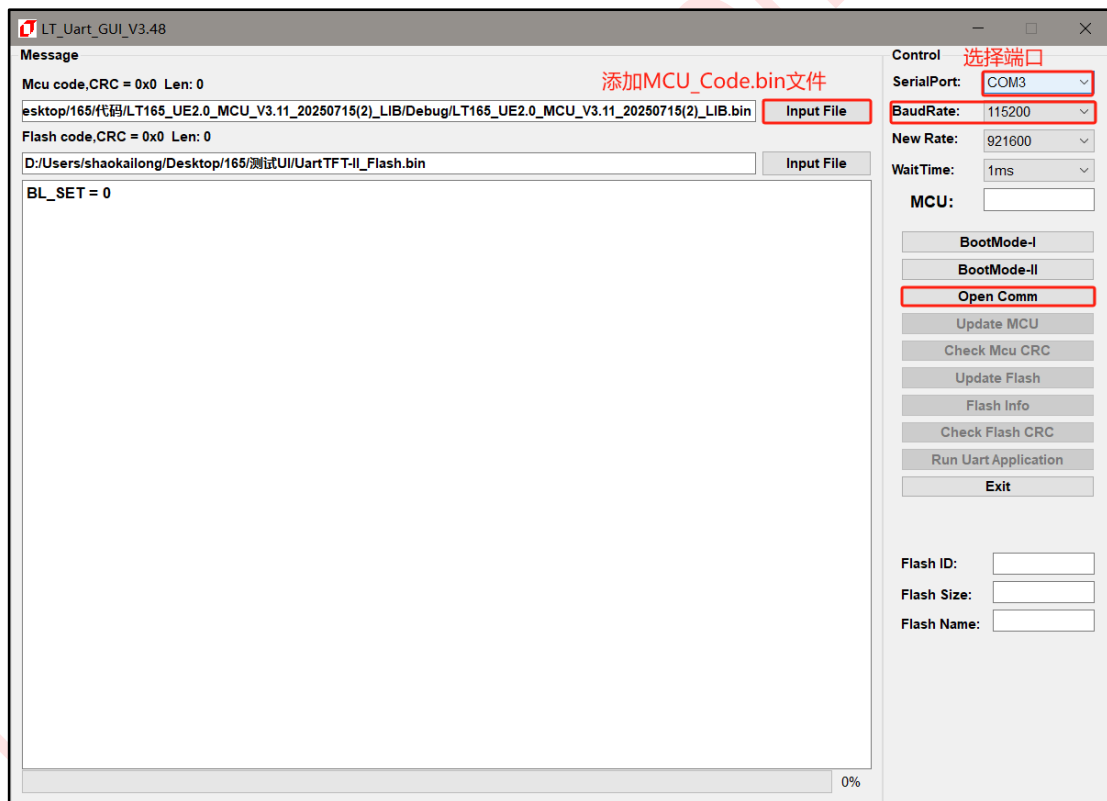 LT_Uart_GUI_V3.48
Message
Mcu code,CRC = 0x0 Len: 0
添加MCU_Code.bin文件
esktop/165/代码/LT165_UE2.0_MCU_V3.11_20250715(2)_LIB/Debug/LT165_UE2.0_MCU_V3.11_20250715(2)_LIB.bin
Input File
Flash code,CRC = 0x0 Len: 0
D:/Users/shaokailong/Desktop/165/测试UI/UartTFT-II_Flash.bin
Input File
BL_SET = 0
0%
Control
选择端口
SerialPort: COM3
BaudRate: 115200
New Rate: 921600
WaitTime: 1ms
MCU:
BootMode-I
BootMode-II
Open Comm
Update MCU
Check Mcu CRC
Update Flash
Flash Info
Check Flash CRC
Run Uart Application
Exit
Flash ID:
Flash Size:
Flash Name: